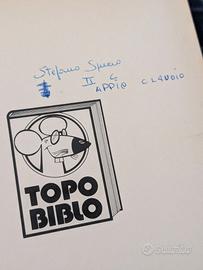 Stefano
II C
APPIO CLAUDIO
TOPO
BIBLO
subito